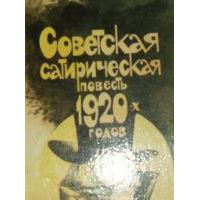 Советская
сатирическая
повесть
1920-х
годов